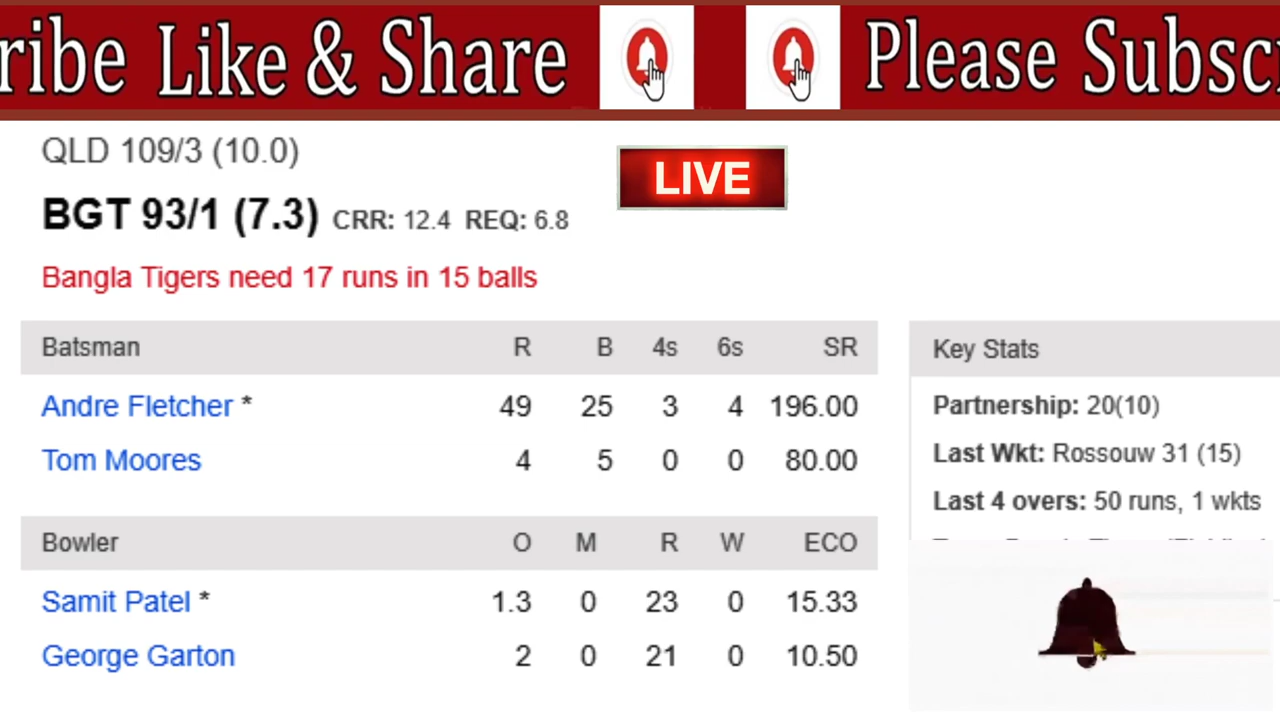 ribe Like & Share Please Subsc
QLD 109/3 (10.0)
LIVE
BGT 93/1 (7.3) CRR: 12.4 REQ: 6.8
Bangla Tigers need 17 runs in 15 balls
Batsman R B 4s 6s SR
Andre Fletcher * 49 25 3 4 196.00
Tom Moores 4 5 0 0 80.00
Bowler O M R W ECO
Samit Patel * 1.3 0 23 0 15.33
George Garton 2 0 21 0 10.50
Key Stats
Partnership: 20(10)
Last Wkt: Rossouw 31 (15)
Last 4 overs: 50 runs, 1 wkts